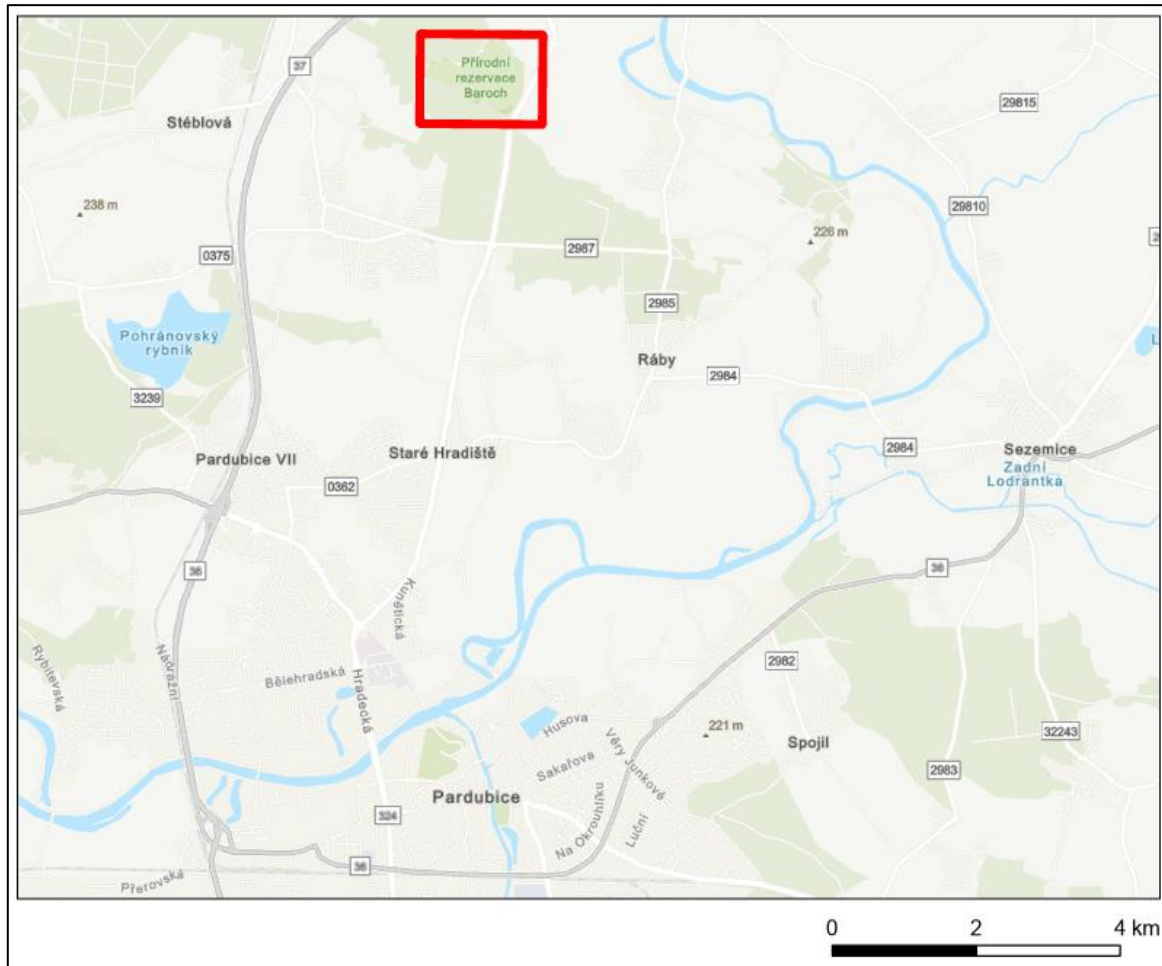 37
Přírodní
rezervace
Baroch
Stéblová
29815
238 m
29810
226 m
2
0375
2987
2985
Pohránovský
rybník
L
Ráby
2984
3239
Staré Hradiště
Pardubice VII
2984
Sezemice
Zadní
Lodrantka
0362
36
36
Kunětická
Rybitevská
Nádražní
Bělehradská
Hradecká
2982
Husova
Věry Junkové
221 m
Spojil
32243
Sakařova
2983
Pardubice
324
Na Okrouhlíku
Luční
36
Přerovská
0 2 4 km